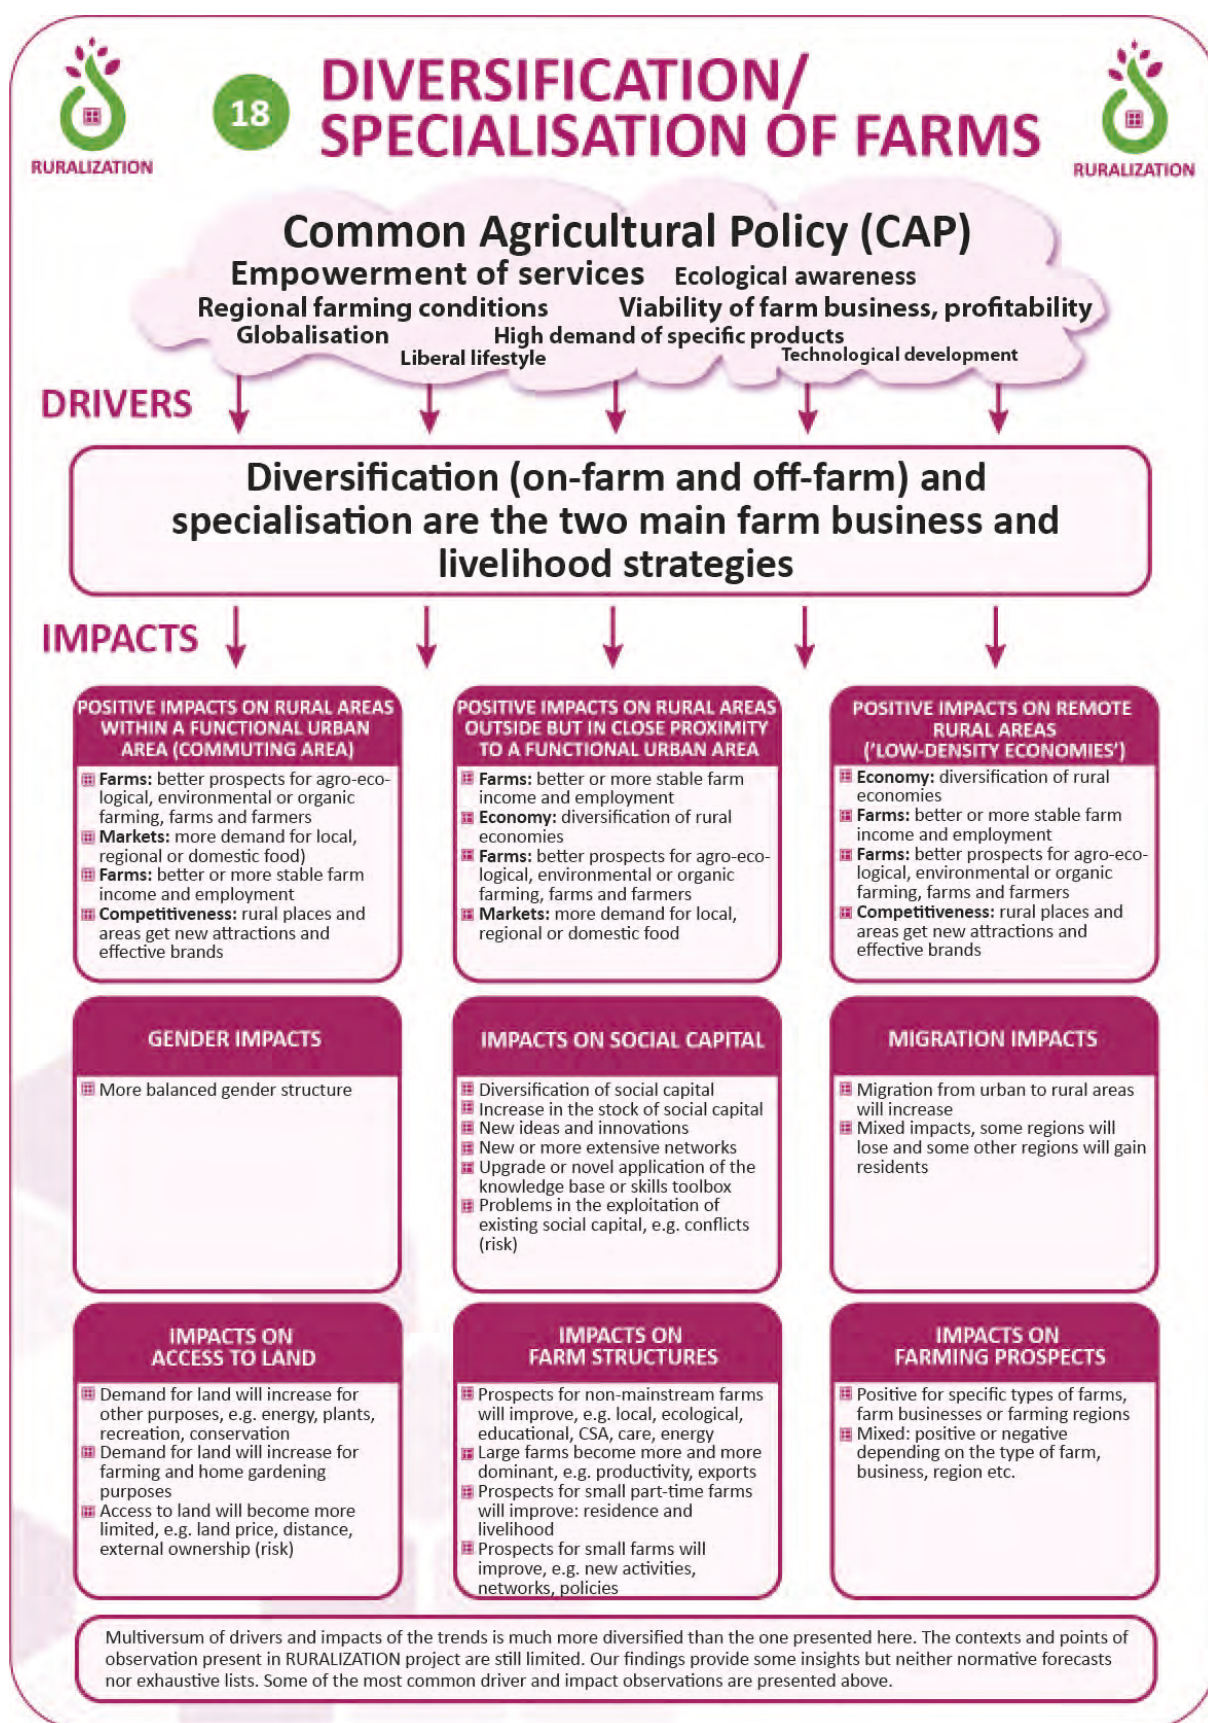 RURALIZATION
18
DIVERSIFICATION/
SPECIALISATION OF FARMS
RURALIZATION
Common Agricultural Policy (CAP)
Empowerment of services
Ecological awareness
Regional farming conditions
Viability of farm business, profitability
Globalisation
High demand of specific products
Liberal lifestyle
Technological development
DRIVERS
Diversification (on-farm and off-farm) and
specialisation are the two main farm business and
livelihood strategies
IMPACTS
POSITIVE IMPACTS ON RURAL AREAS
WITHIN A FUNCTIONAL URBAN
AREA (COMMUTING AREA)
Farms: better prospects for agro-eco-
logical, environmental or organic
farming, farms and farmers
Markets: more demand for local,
regional or domestic food)
Farms: better or more stable farm
income and employment
Competitiveness: rural places and
areas get new attractions and
effective brands
POSITIVE IMPACTS ON RURAL AREAS
OUTSIDE BUT IN CLOSE PROXIMITY
TO A FUNCTIONAL URBAN AREA
Farms: better or more stable farm
income and employment
Economy: diversification of rural
economies
Farms: better prospects for agro-eco-
logical, environmental or organic
farming, farms and farmers
Markets: more demand for local,
regional or domestic food
POSITIVE IMPACTS ON REMOTE
RURAL AREAS
('LOW-DENSITY ECONOMIES')
Economy: diversification of rural
economies
Farms: better or more stable farm
income and employment
Farms: better prospects for agro-eco-
logical, environmental or organic
farming, farms and farmers
Competitiveness: rural places and
areas get new attractions and
effective brands
GENDER IMPACTS
More balanced gender structure
IMPACTS ON SOCIAL CAPITAL
Diversification of social capital
Increase in the stock of social capital
New ideas and innovations
New or more extensive networks
Upgrade or novel application of the
knowledge base or skills toolbox
Problems in the exploitation of
existing social capital, e.g. conflicts
(risk)
MIGRATION IMPACTS
Migration from urban to rural areas
will increase
Mixed impacts, some regions will
lose and some other regions will gain
residents
IMPACTS ON
ACCESS TO LAND
Demand for land will increase for
other purposes, e.g. energy, plants,
recreation, conservation
Demand for land will increase for
farming and home gardening
purposes
Access to land will become more
limited, e.g. land price, distance,
external ownership (risk)
IMPACTS ON
FARM STRUCTURES
Prospects for non-mainstream farms
will improve, e.g. local, ecological,
educational, CSA, care, energy
Large farms become more and more
dominant, e.g. productivity, exports
Prospects for small part-time farms
will improve: residence and
livelihood
Prospects for small farms will
improve, e.g. new activities,
networks, policies
IMPACTS ON
FARMING PROSPECTS
Positive for specific types of farms,
farm businesses or farming regions
Mixed: positive or negative
depending on the type of farm,
business, region etc.
Multiversum of drivers and impacts of the trends is much more diversified than the one presented here. The contexts and points of
observation present in RURALIZATION project are still limited. Our findings provide some insights but neither normative forecasts
nor exhaustive lists. Some of the most common driver and impact observations are presented above.